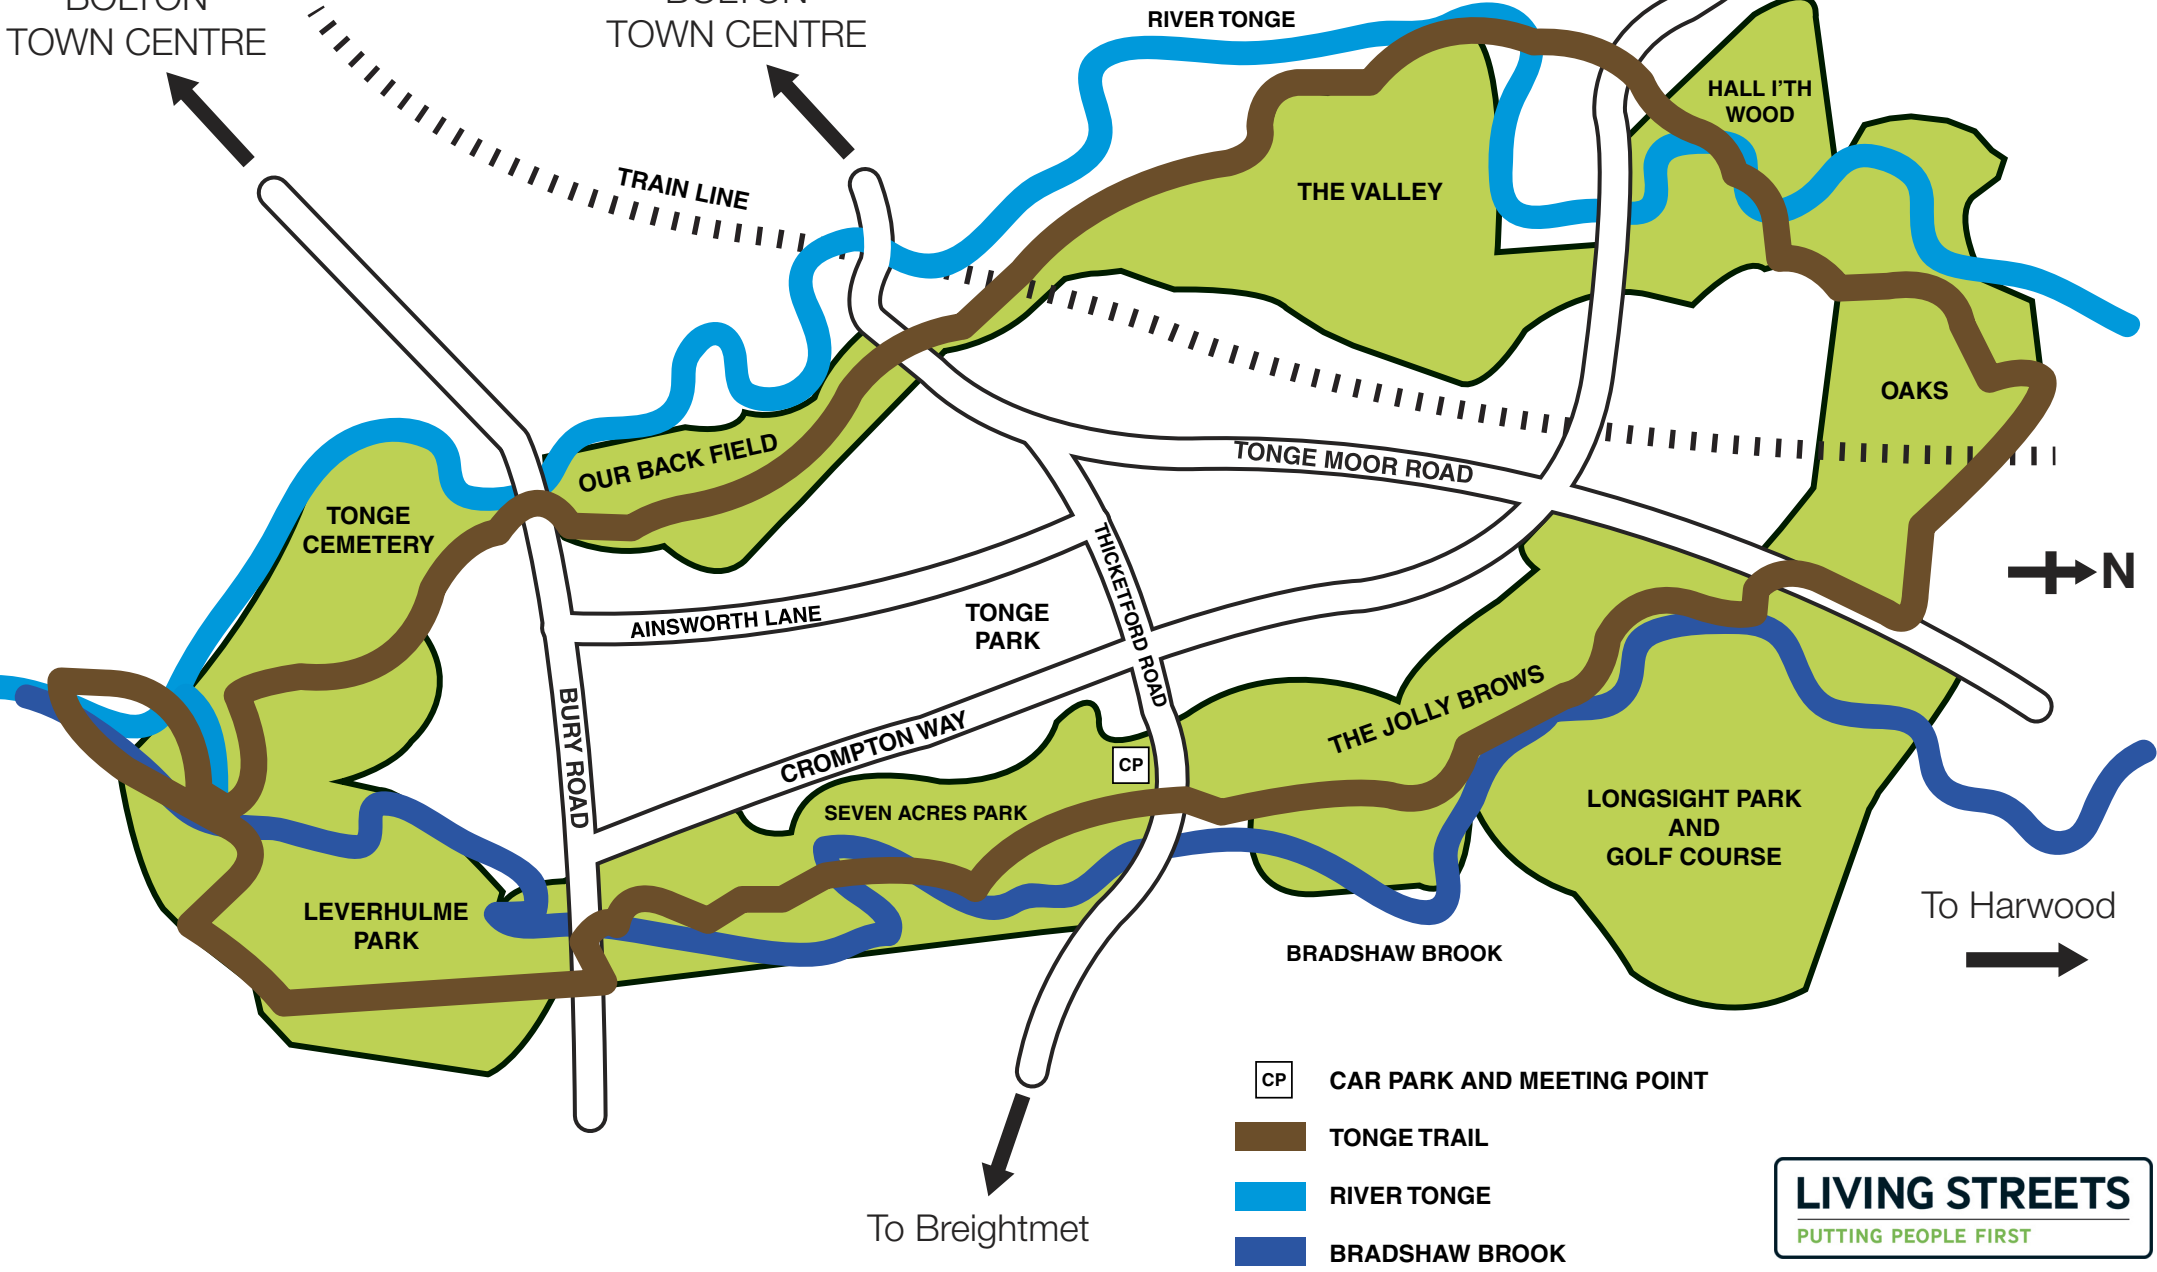 BOLTON
TOWN CENTRE
BOLTON
TOWN CENTRE
RIVER TONGE
HALL I'TH
WOOD
TRAIN LINE
THE VALLEY
OAKS
OUR BACK FIELD
TONGE MOOR ROAD
TONGE
CEMETERY
THICKETFORD ROAD
N
AINSWORTH LANE
TONGE
PARK
BURY ROAD
CROMPTON WAY
THE JOLLY BROWS
CP
SEVEN ACRES PARK
LONGSIGHT PARK
AND
GOLF COURSE
LEVERHULME
PARK
To Harwood
BRADSHAW BROOK
CP
CAR PARK AND MEETING POINT
TONGE TRAIL
To Breightmet
RIVER TONGE
BRADSHAW BROOK
LIVING STREETS
PUTTING PEOPLE FIRST